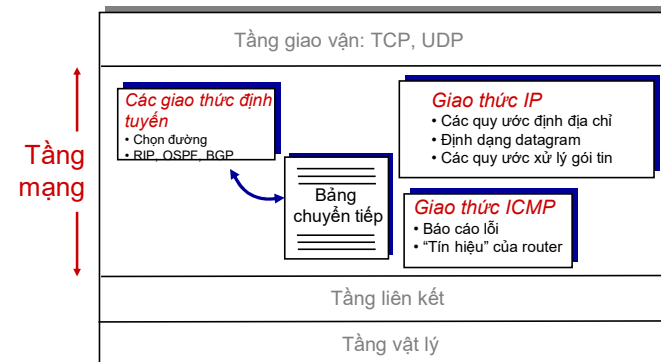 Tầng giao vận: TCP, UDP
Tầng
mạng
Các giao thức định
tuyến
• Chọn đường
• RIP, OSPF, BGP
Bảng
chuyển tiếp
Giao thức IP
• Các quy ước định địa chỉ
• Định dạng datagram
• Các quy ước xử lý gói tin
Giao thức ICMP
• Báo cáo lỗi
• “Tín hiệu” của router
Tầng liên kết
Tầng vật lý